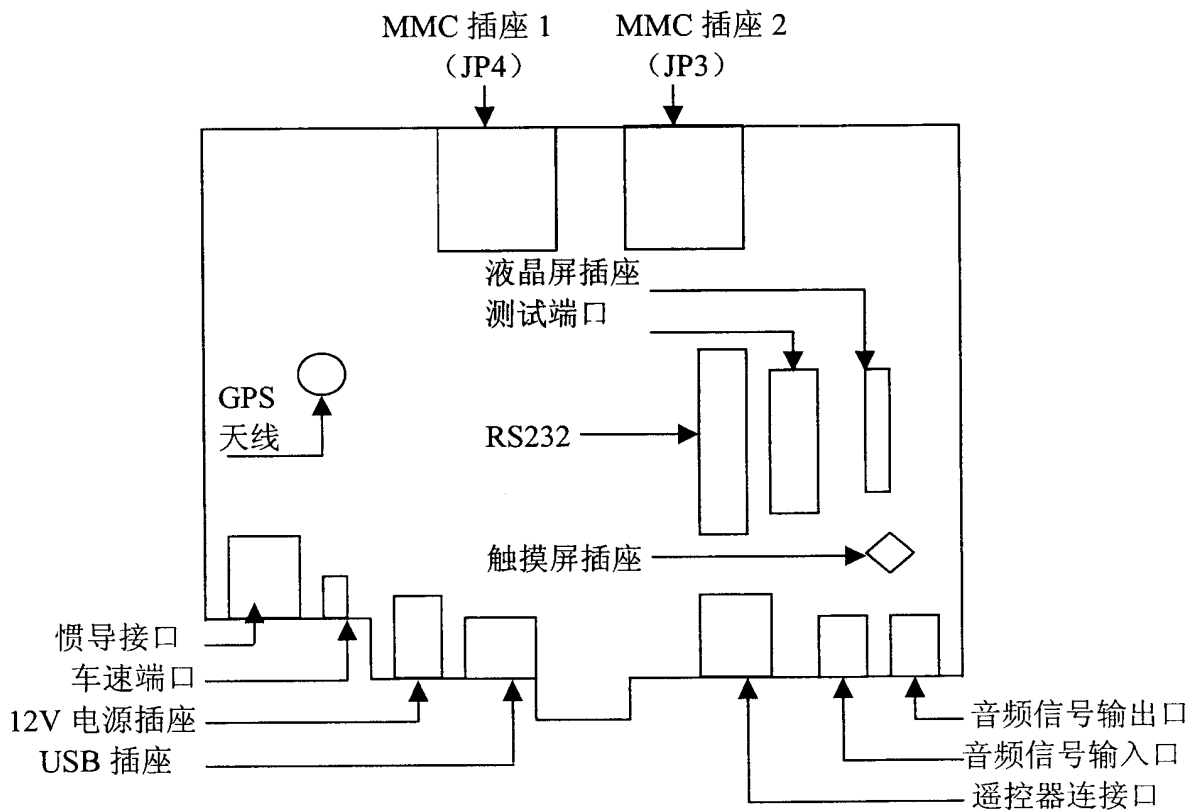 MMC 插座 1
（JP4）
MMC 插座 2
（JP3）
液晶屏插座
测试端口
GPS
天线
RS232
触摸屏插座
惯导接口
车速端口
12V 电源插座
USB 插座
音频信号输出口
音频信号输入口
遥控器连接口